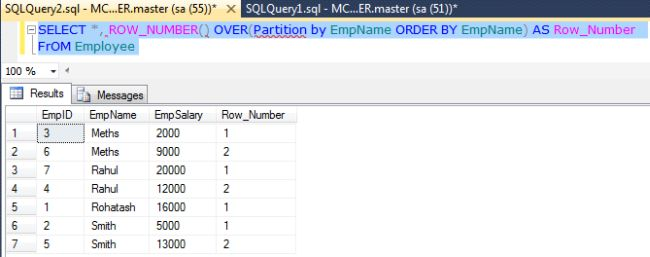 SQLQuery2.sql - MC...ER.master (sa (55))* SQLQuery1.sql - MC...ER.master (sa (51))*
SELECT *, ROW_NUMBER() OVER(Partition by EmpName ORDER BY EmpName) AS Row_Number
FrOM Employee
100 %
Results Messages
EmpID EmpName EmpSalary Row_Number
1 3 Meths 2000 1
2 6 Meths 9000 2
3 7 Rahul 20000 1
4 4 Rahul 12000 2
5 1 Rohatash 16000 1
6 2 Smith 5000 1
7 5 Smith 13000 2